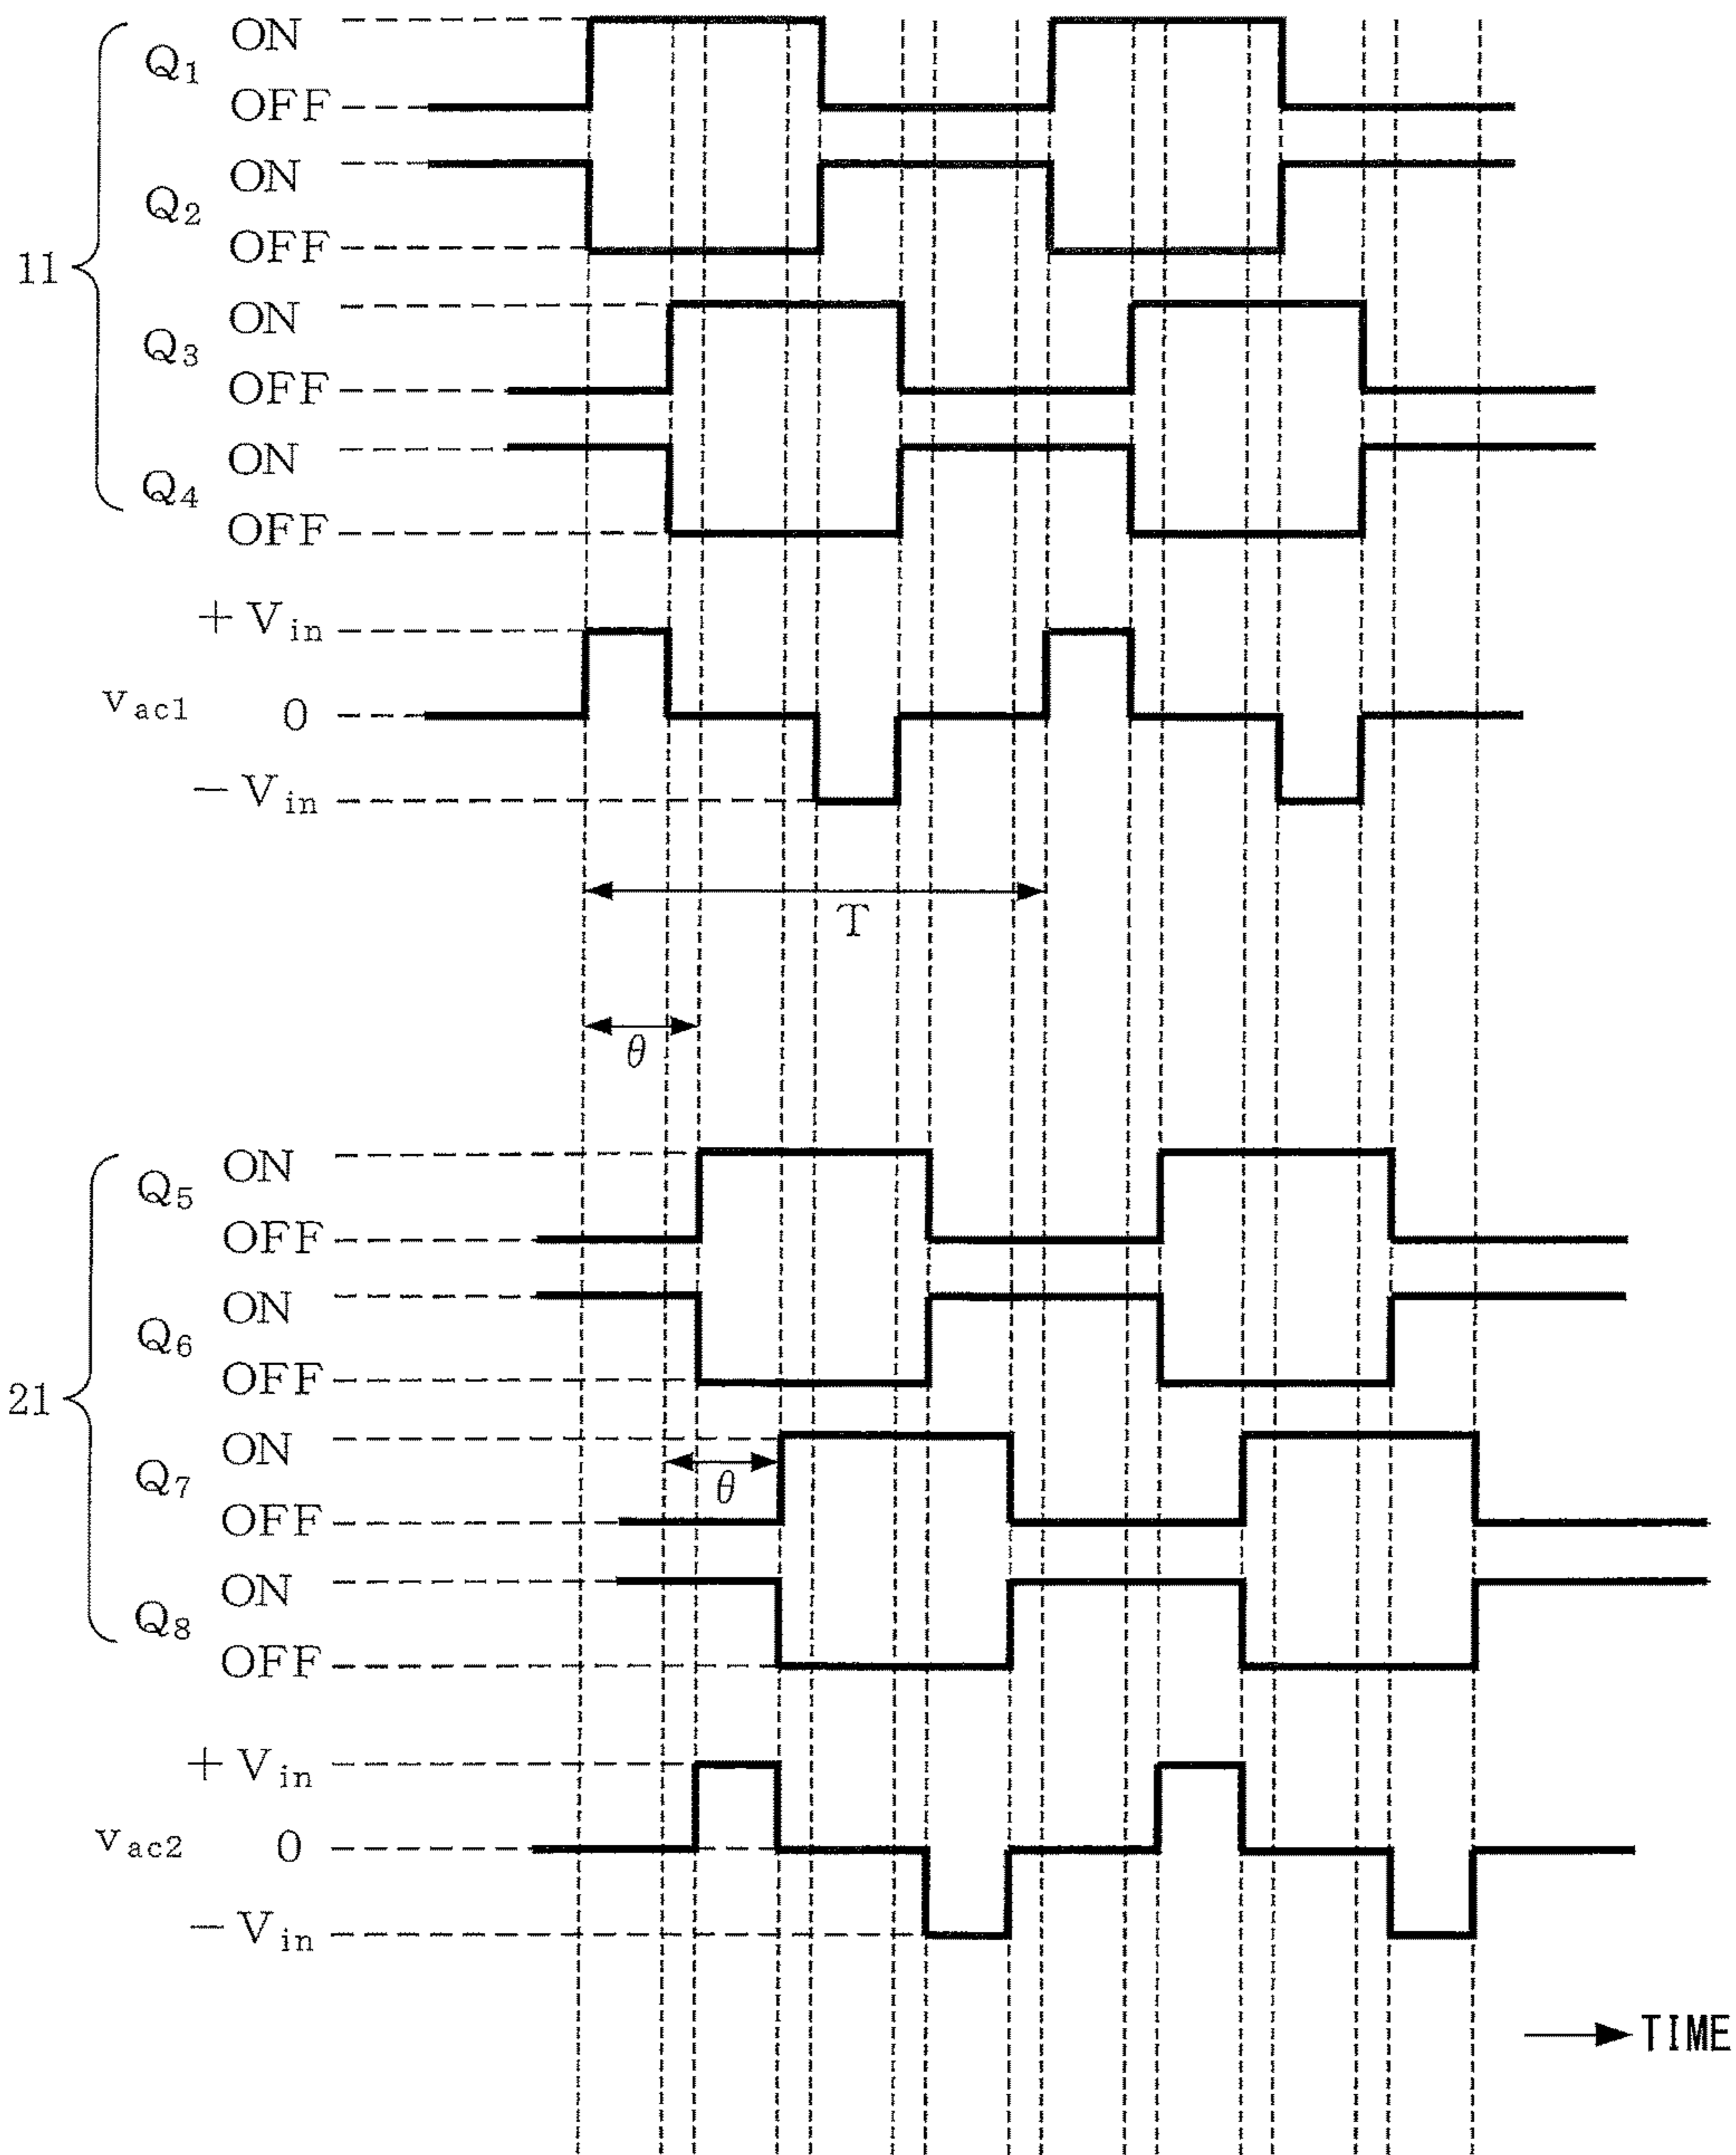 ON
Q1
OFF
ON
Q2
OFF
11
ON
Q3
OFF
ON
Q4
OFF
+Vin
vac1 0
−Vin
T
θ
ON
Q5
OFF
ON
Q6
OFF
21
ON
Q7
θ
OFF
ON
Q8
OFF
+Vin
vac2 0
−Vin
TIME